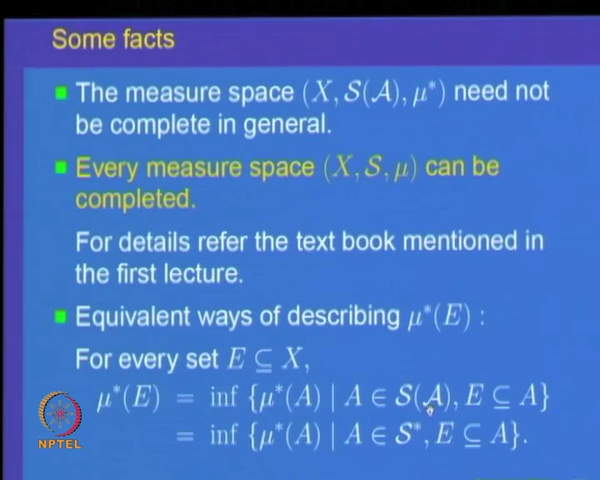 Some facts
The measure space (X, 𝒮(𝒜), μ*) need not
be complete in general.
Every measure space (X, 𝒮, μ) can be
completed.
For details refer the text book mentioned in
the first lecture.
Equivalent ways of describing μ*(E) :
For every set E ⊆ X,
μ*(E) = inf {μ*(A) | A ∈ 𝒮(𝒜), E ⊆ A}
= inf {μ*(A) | A ∈ 𝒮*, E ⊆ A}.
NPTEL